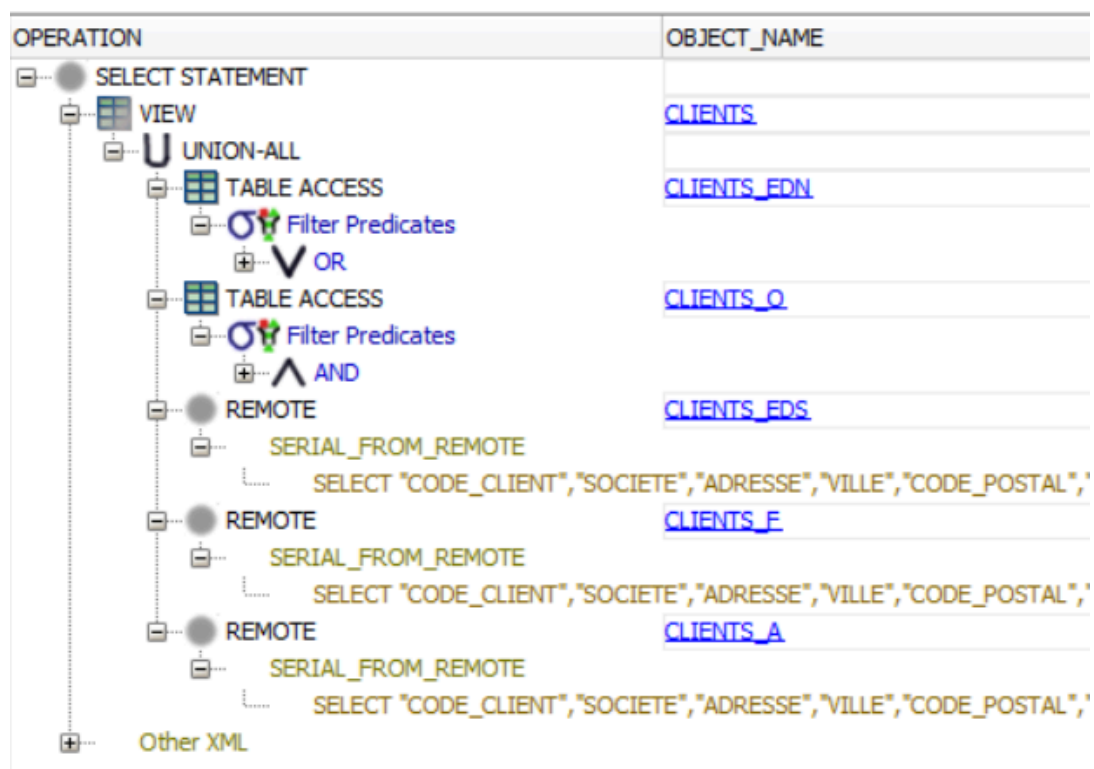 OPERATION OBJECT_NAME
SELECT STATEMENT
VIEW CLIENTS
UNION-ALL
TABLE ACCESS CLIENTS_EDN
Filter Predicates
OR
TABLE ACCESS CLIENTS_O
Filter Predicates
AND
REMOTE CLIENTS_EDS
SERIAL_FROM_REMOTE
SELECT "CODE_CLIENT","SOCIETE","ADRESSE","VILLE","CODE_POSTAL","
REMOTE CLIENTS_F
SERIAL_FROM_REMOTE
SELECT "CODE_CLIENT","SOCIETE","ADRESSE","VILLE","CODE_POSTAL","
REMOTE CLIENTS_A
SERIAL_FROM_REMOTE
SELECT "CODE_CLIENT","SOCIETE","ADRESSE","VILLE","CODE_POSTAL","
Other XML